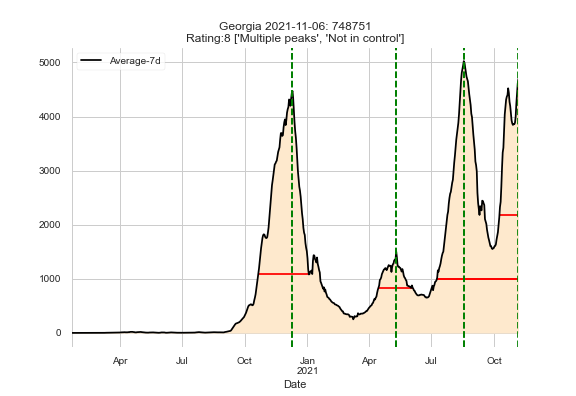 Georgia 2021-11-06: 748751
Rating:8 ['Multiple peaks', 'Not in control']
Average-7d
5000
4000
3000
2000
1000
0
Apr Jul Oct Jan Apr Jul Oct
2021
Date